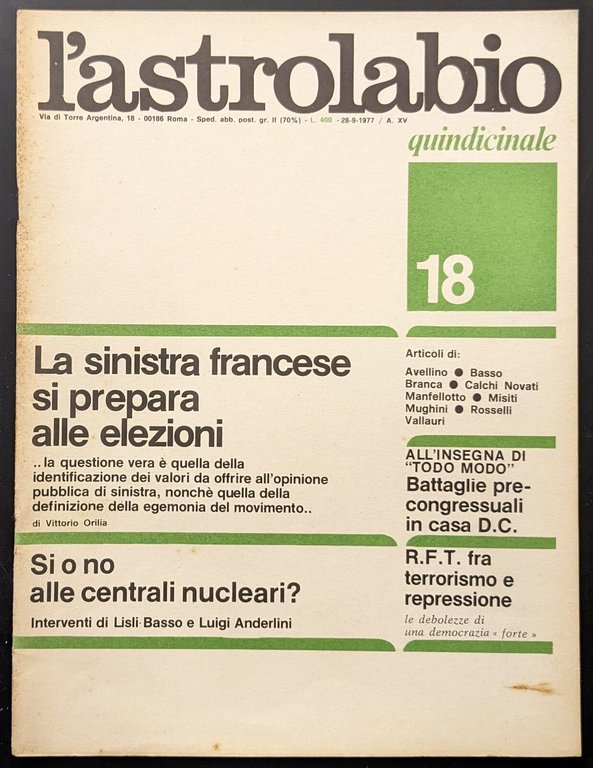 l'astrolabio
Via di Torre Argentina, 18 - 00186 Roma - Sped. abb. post. gr. II (70%) - L. 400 - 28-9-1977 / A. XV
quindicinale
18
La sinistra francese
si prepara
alle elezioni
..la questione vera è quella della
identificazione dei valori da offrire all'opinione
pubblica di sinistra, nonchè quella della
definizione della egemonia del movimento..
di Vittorio Orilia
Si o no
alle centrali nucleari?
Interventi di Lisli Basso e Luigi Anderlini
Articoli di:
Avellino ● Basso
Branca ● Calchi Novati
Manfellotto ● Misiti
Mughini ● Rosselli
Vallauri
ALL'INSEGNA DI
"TODO MODO"
Battaglie pre-
congressuali
in casa D.C.
R.F.T. fra
terrorismo e
repressione
le debolezze di
una democrazia « forte »